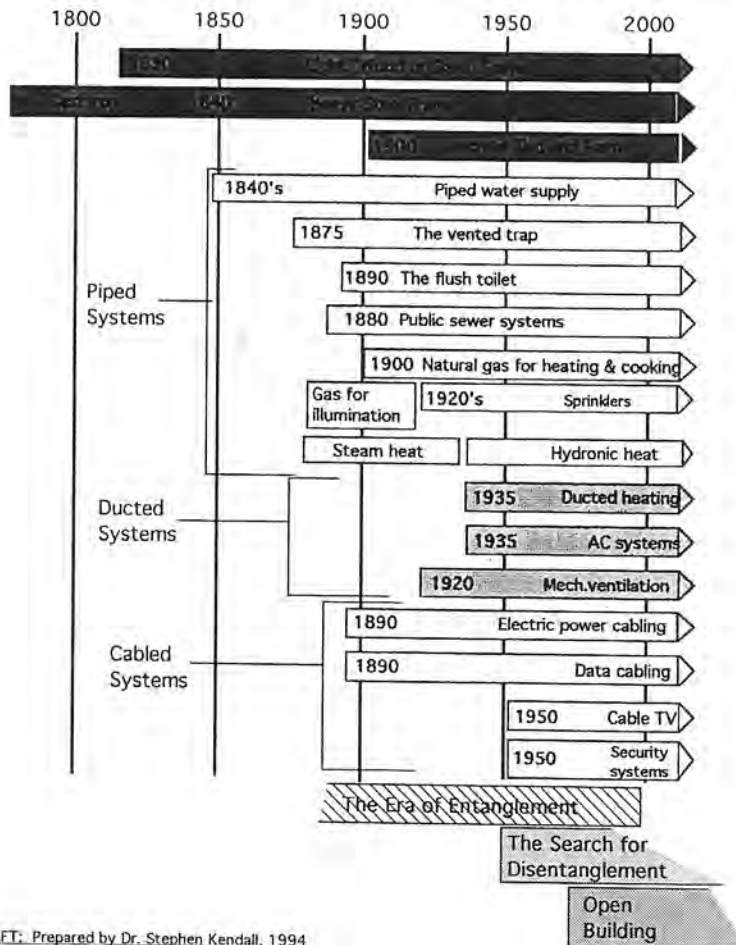 1800 1850 1900 1950 2000
1840's Piped water supply
1875 The vented trap
1890 The flush toilet
Piped
Systems
1880 Public sewer systems
1900 Natural gas for heating & cooking
Gas for
illumination
1920's Sprinklers
Steam heat
Hydronic heat
Ducted
Systems
1935 Ducted heating
1935 AC systems
1920 Mech.ventilation
1890 Electric power cabling
Cabled
Systems
1890 Data cabling
1950 Cable TV
1950 Security
systems
The Era of Entanglement
The Search for
Disentanglement
Open
Building
FT: Prepared by Dr. Stephen Kendall, 1994